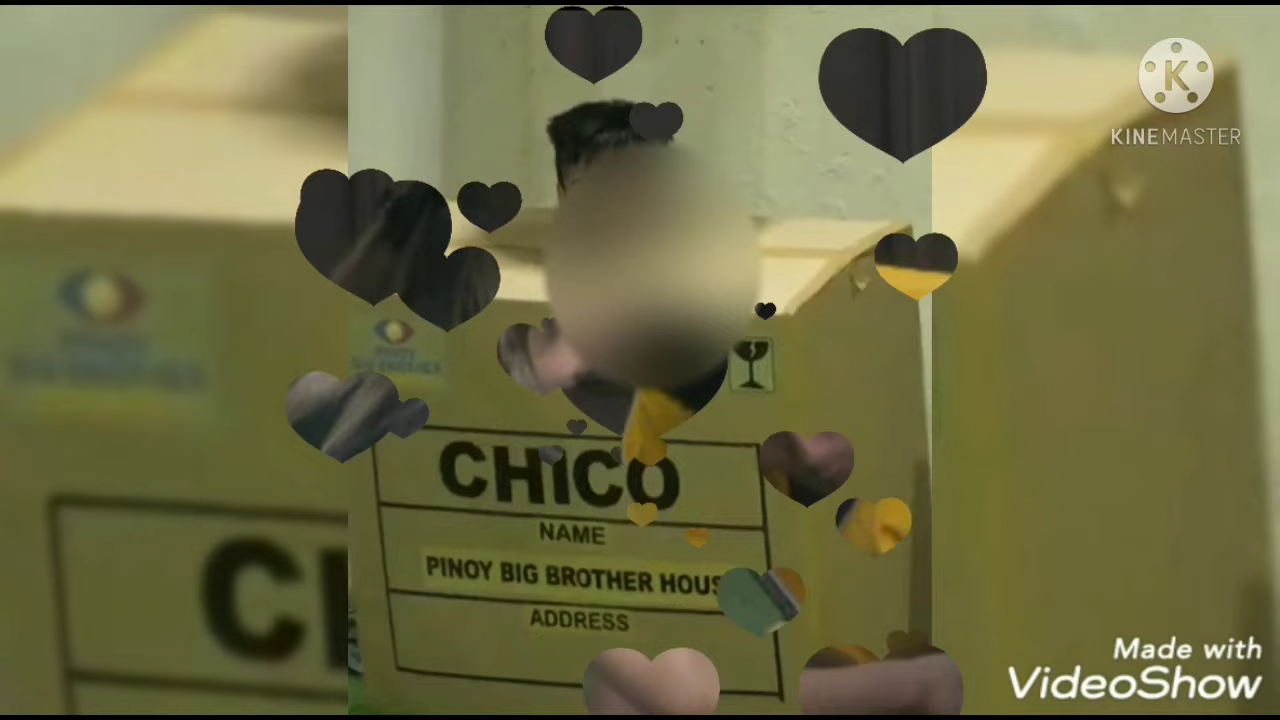 K
KINEMASTER
CHICO
NAME
PINOY BIG BROTHER HOUS
ADDRESS
Made with
VideoShow